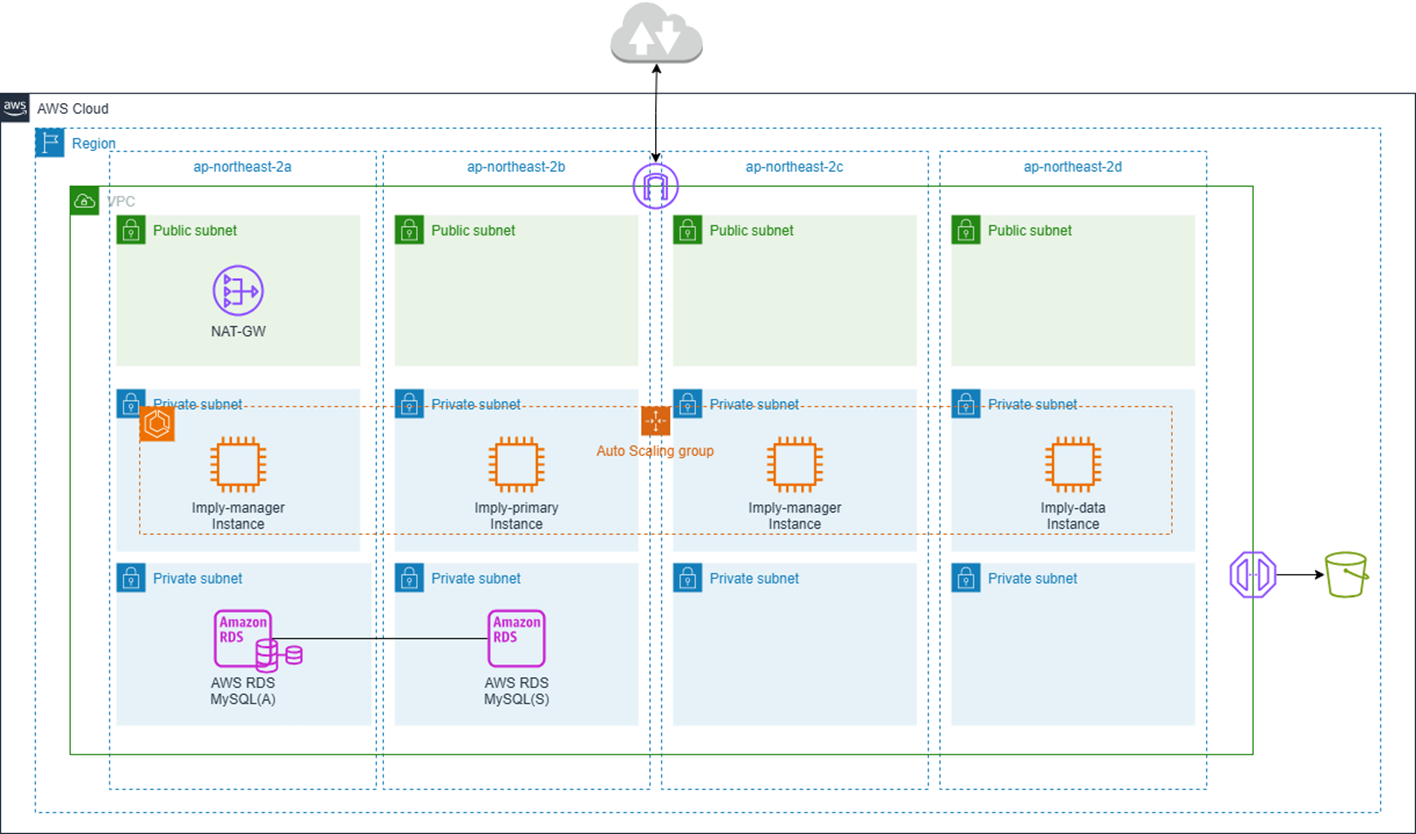 aws
AWS Cloud
Region
ap-northeast-2a
ap-northeast-2b
ap-northeast-2c
ap-northeast-2d
VPC
Public subnet
Public subnet
Public subnet
Public subnet
NAT-GW
Private subnet
Private subnet
Private subnet
Private subnet
Auto Scaling group
Imply-manager
Instance
Imply-primary
Instance
Imply-manager
Instance
Imply-data
Instance
Private subnet
Private subnet
Private subnet
Private subnet
Amazon
RDS
Amazon
RDS
AWS RDS
MySQL(A)
AWS RDS
MySQL(S)